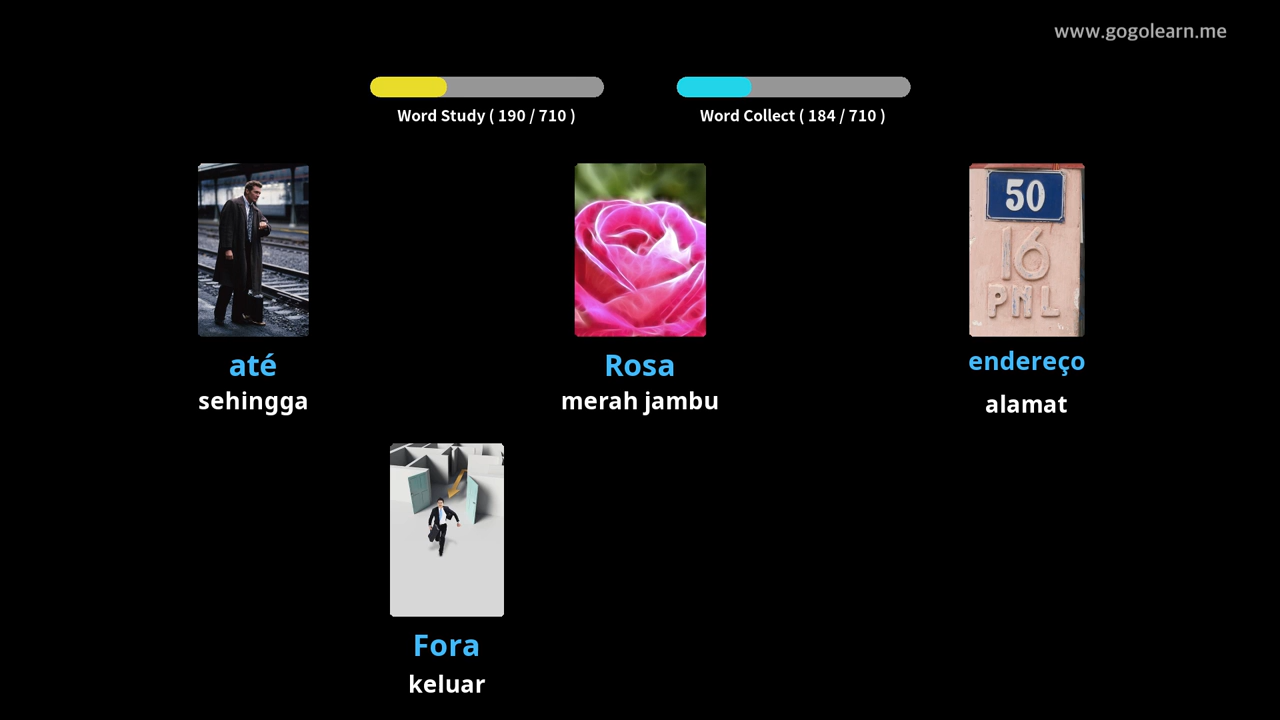 www.gogolearn.me
Word Study ( 190 / 710 )
Word Collect ( 184 / 710 )
50
16
PNL
até
sehingga
Rosa
merah jambu
endereço
alamat
Fora
keluar